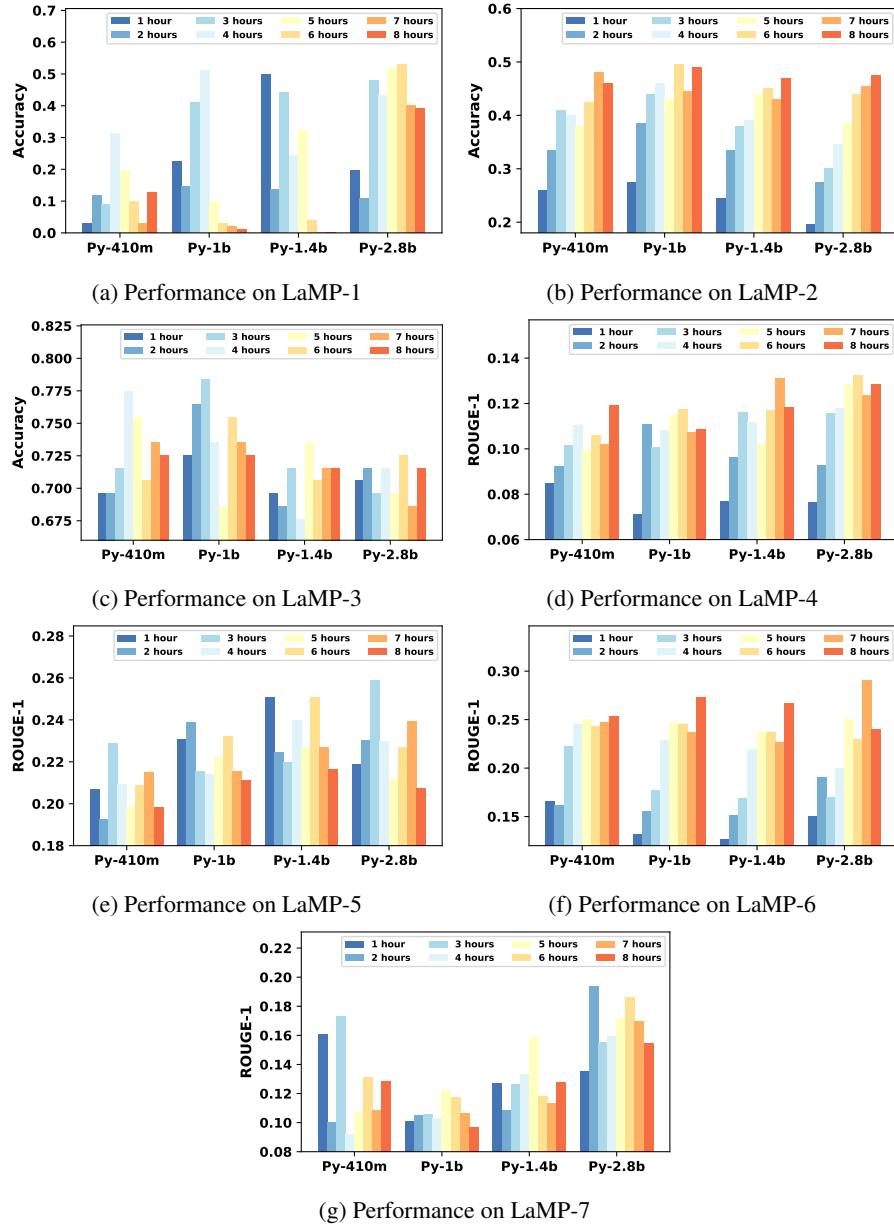 0.7
0.6
0.5
0.4
0.3
0.2
0.1
0.0
Accuracy
1 hour 3 hours 5 hours 7 hours
2 hours 4 hours 6 hours 8 hours
Py-410m Py-1b Py-1.4b Py-2.8b
(a) Performance on LaMP-1
0.6
0.5
0.4
0.3
0.2
Accuracy
1 hour 3 hours 5 hours 7 hours
2 hours 4 hours 6 hours 8 hours
Py-410m Py-1b Py-1.4b Py-2.8b
(b) Performance on LaMP-2
0.825
0.800
0.775
0.750
0.725
0.700
0.675
Accuracy
1 hour 3 hours 5 hours 7 hours
2 hours 4 hours 6 hours 8 hours
Py-410m Py-1b Py-1.4b Py-2.8b
(c) Performance on LaMP-3
0.14
0.12
0.10
0.08
0.06
ROUGE-1
1 hour 3 hours 5 hours 7 hours
2 hours 4 hours 6 hours 8 hours
Py-410m Py-1b Py-1.4b Py-2.8b
(d) Performance on LaMP-4
0.28
0.26
0.24
0.22
0.20
0.18
ROUGE-1
1 hour 3 hours 5 hours 7 hours
2 hours 4 hours 6 hours 8 hours
Py-410m Py-1b Py-1.4b Py-2.8b
(e) Performance on LaMP-5
0.30
0.25
0.20
0.15
ROUGE-1
1 hour 3 hours 5 hours 7 hours
2 hours 4 hours 6 hours 8 hours
Py-410m Py-1b Py-1.4b Py-2.8b
(f) Performance on LaMP-6
0.22
0.20
0.18
0.16
0.14
0.12
0.10
0.08
ROUGE-1
1 hour 3 hours 5 hours 7 hours
2 hours 4 hours 6 hours 8 hours
Py-410m Py-1b Py-1.4b Py-2.8b
(g) Performance on LaMP-7